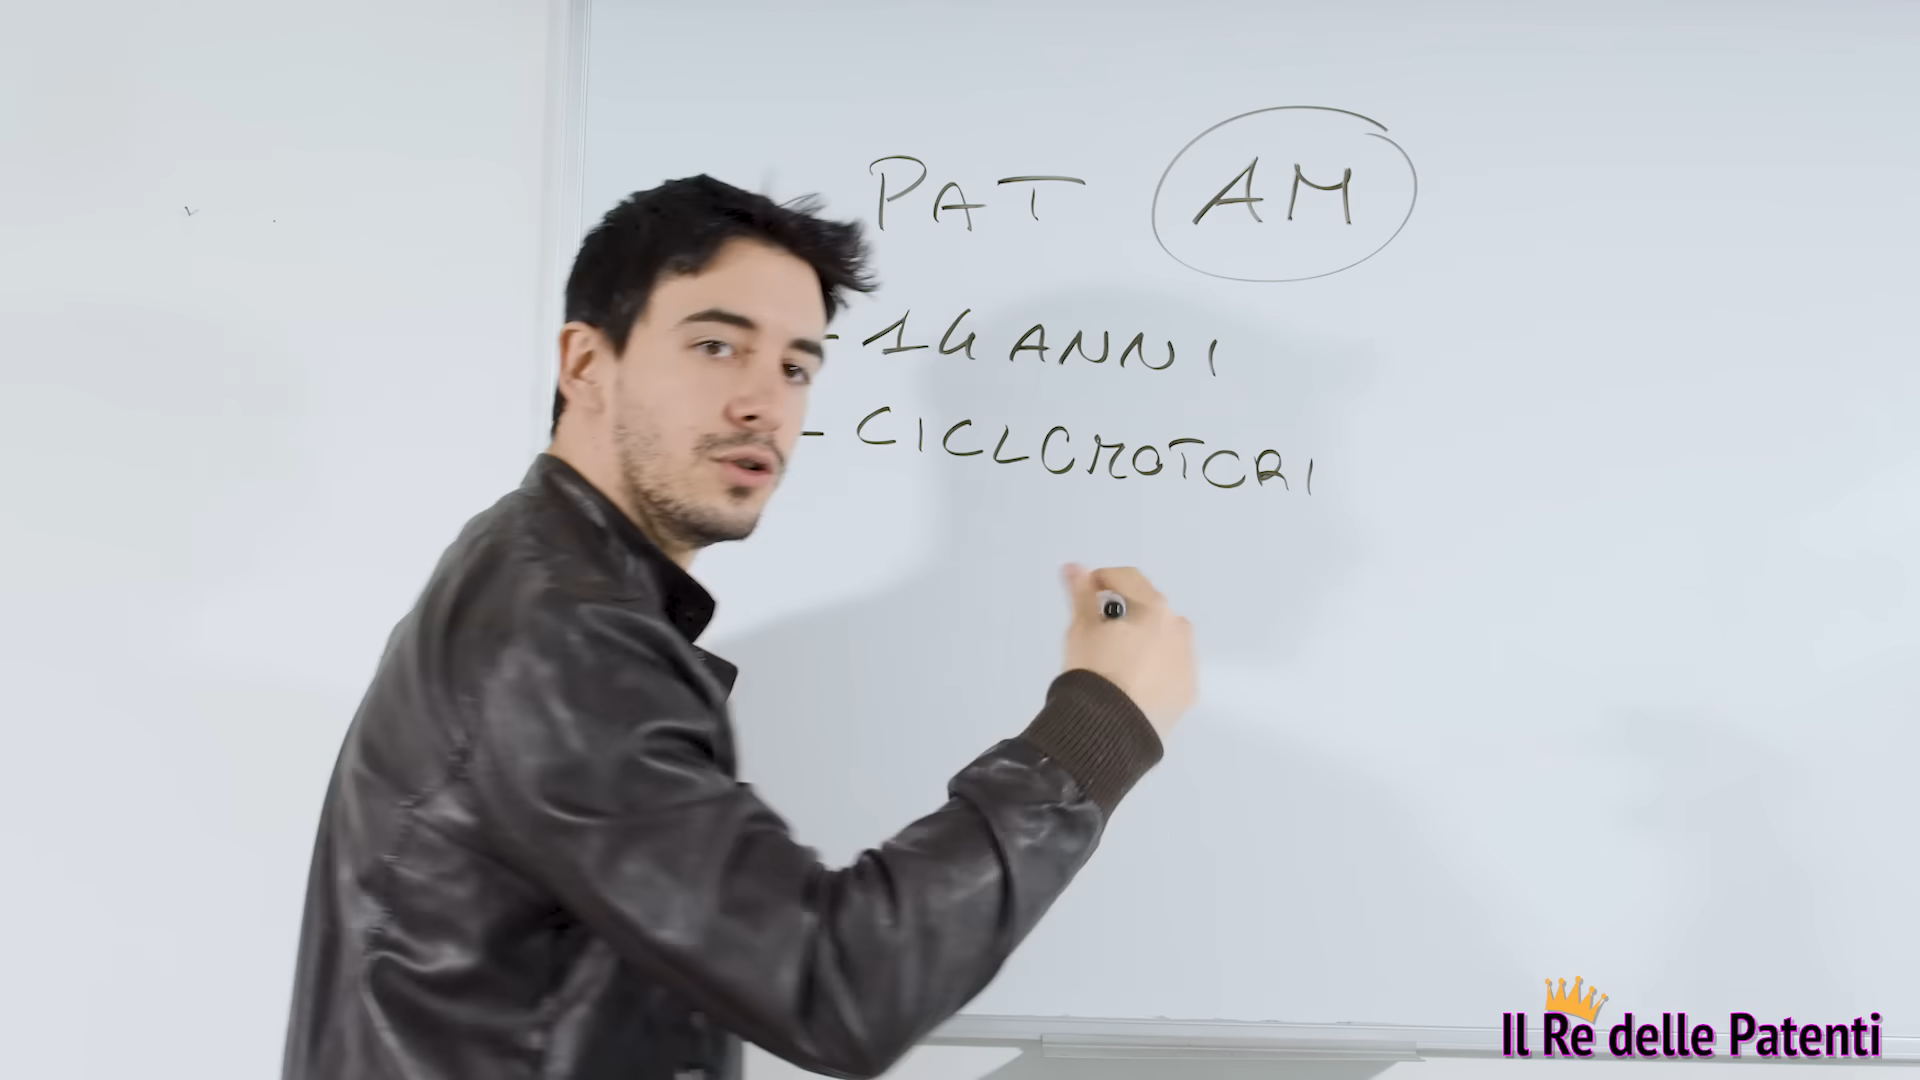 PAT AM
- 14 ANNI
- CICLOMOTORI
Il Re delle Patenti